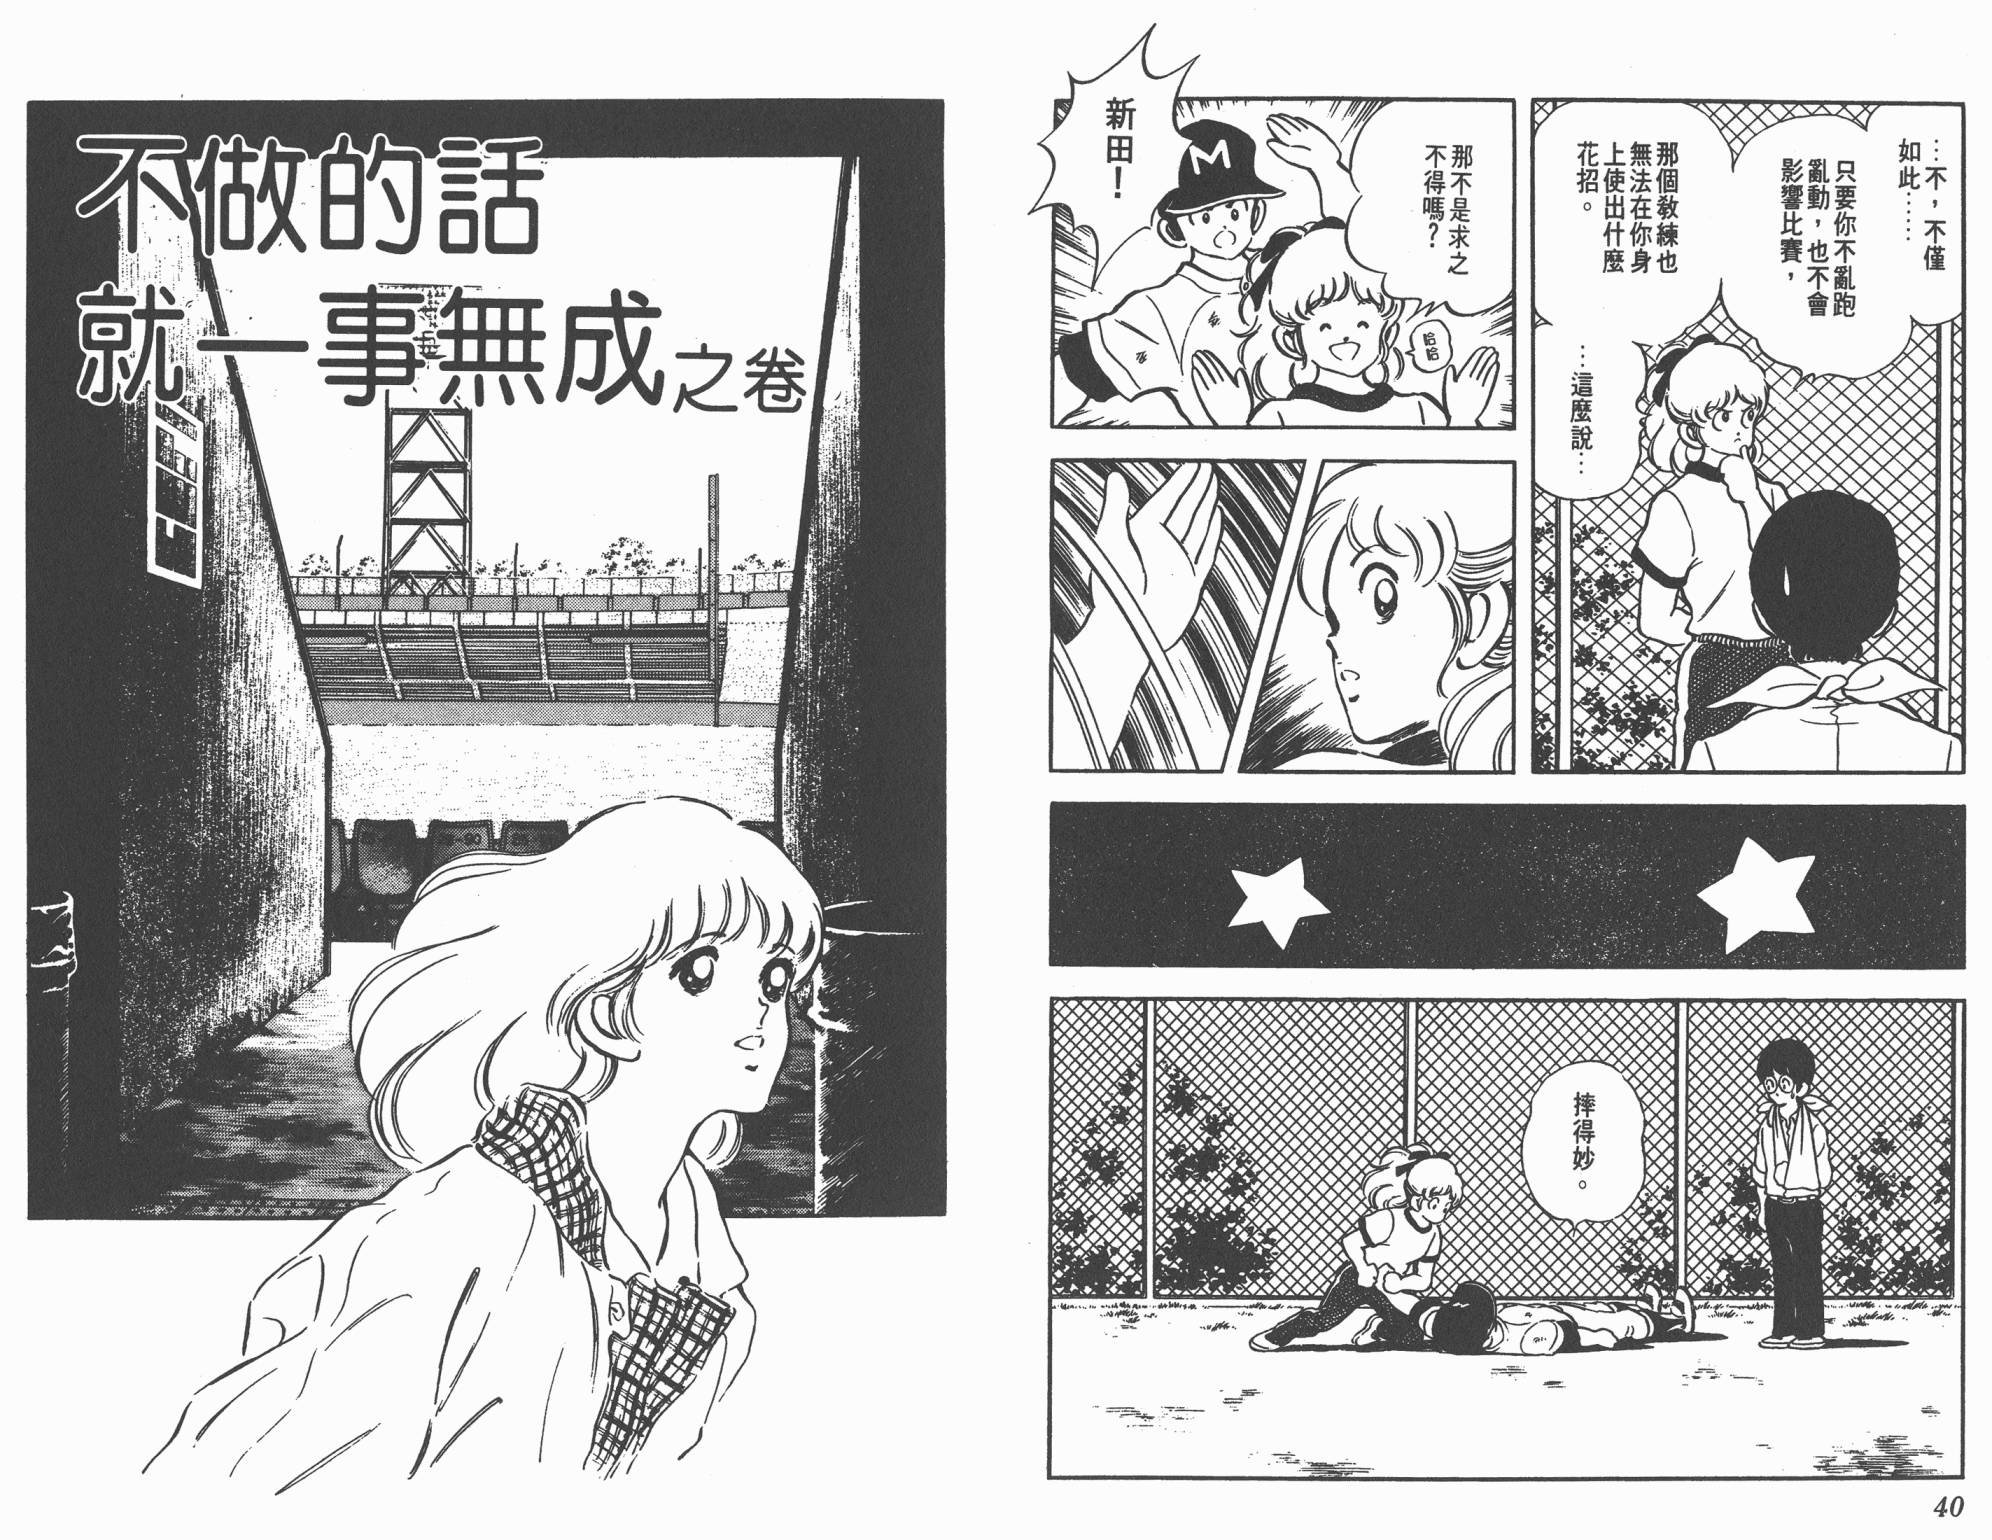 …不，不僅
如此……
只要你不亂跑
亂動，也不會
影響比賽，
那個教練也
無法在你身
上使出什麼
花招。
…這麼說…
那不是求之
不得嗎？
哈哈
新田！
M
摔得妙。
40
不做的話
就一事無成之卷